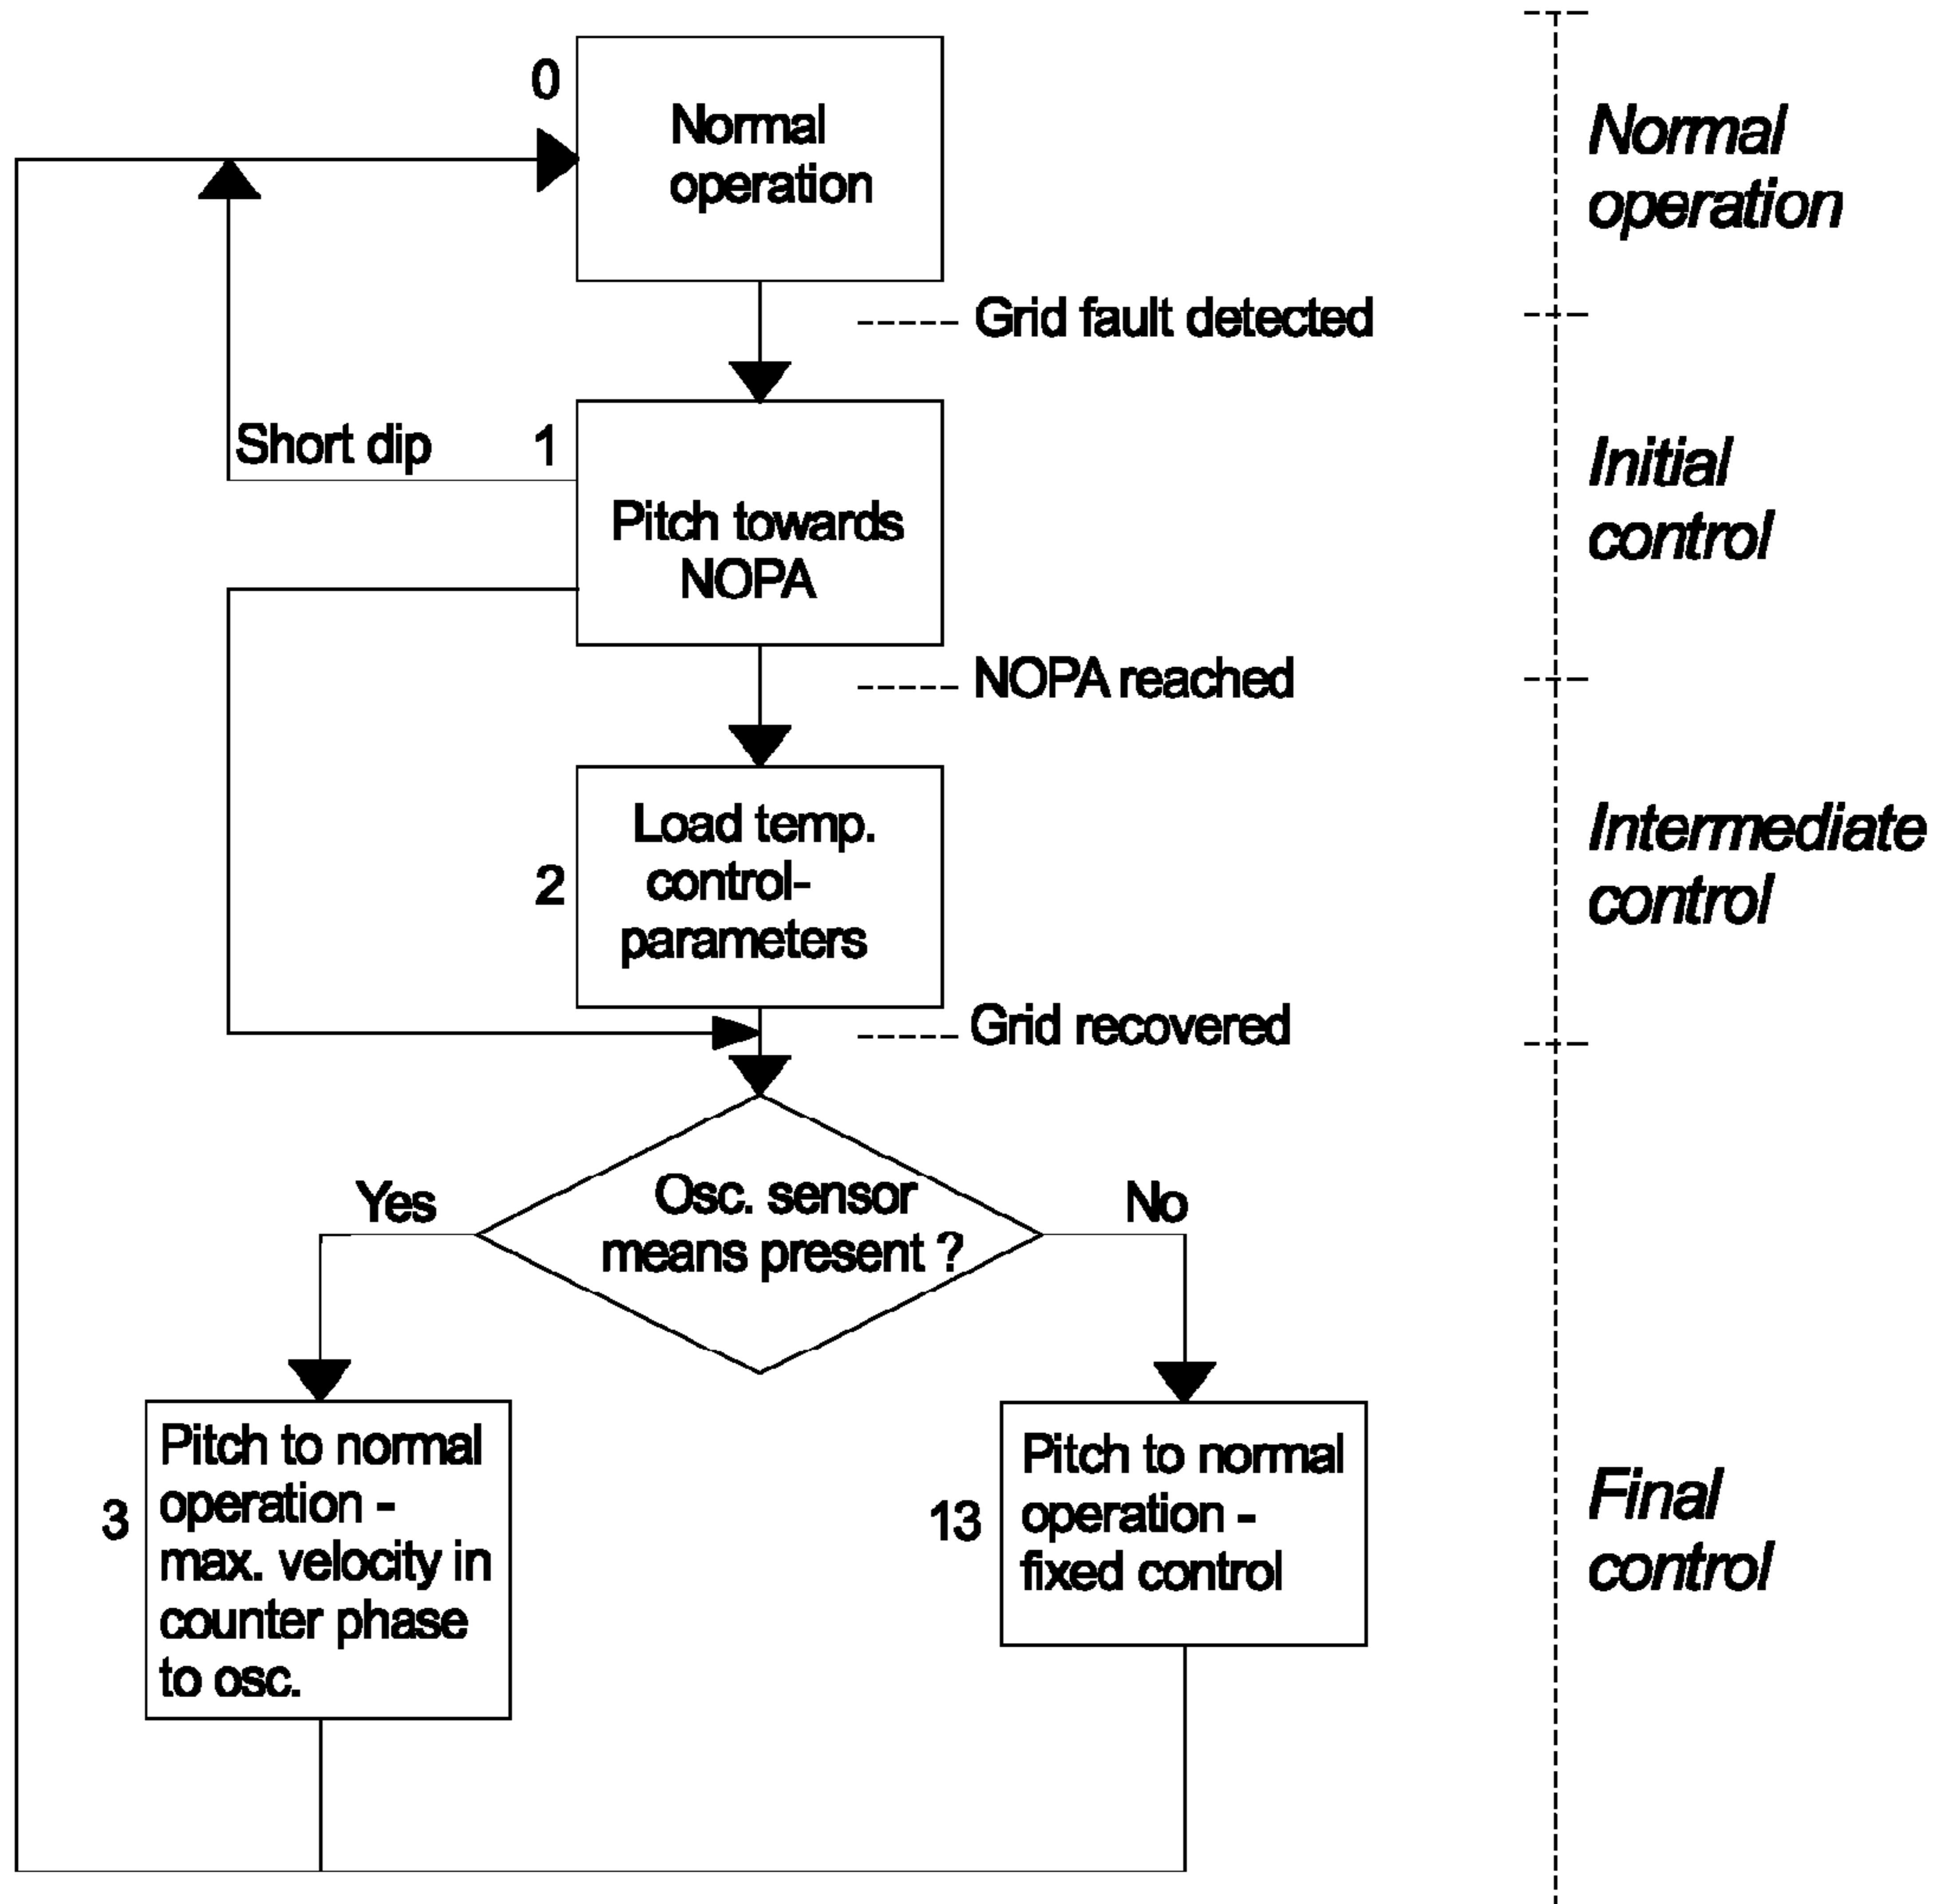 0
Normal
operation
Normal
operation
Grid fault detected
Short dip
1
Pitch towards
NOPA
Initial
control
NOPA reached
2
Load temp.
control-
parameters
Intermediate
control
Grid recovered
Yes
Osc. sensor
means present ?
No
3
Pitch to normal
operation -
max. velocity in
counter phase
to osc.
13
Pitch to normal
operation -
fixed control
Final
control